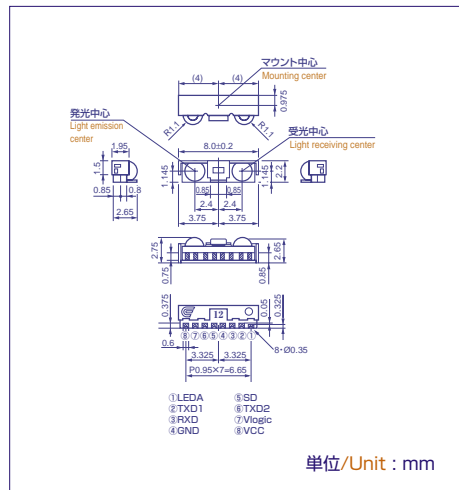 マウント中心
Mounting center
(4) (4)
0.975
R1.1 R1.1
発光中心
Light emission
center
受光中心
Light receiving center
8.0±0.2
1.95
1.5
0.85 0.8
2.65
1.145
0.85 0.85
1.145
2.2
2.4 2.4
3.75 3.75
2.75
0.75
2.65
0.85
0.375
12
0.05
0.325
⑧⑦⑥⑤④③②①
0.6
8-Ø0.35
3.325 3.325
P0.95×7=6.65
①LEDA ⑤SD
②TXD1 ⑥TXD2
③RXD ⑦Vlogic
④GND ⑧VCC
単位/Unit : mm